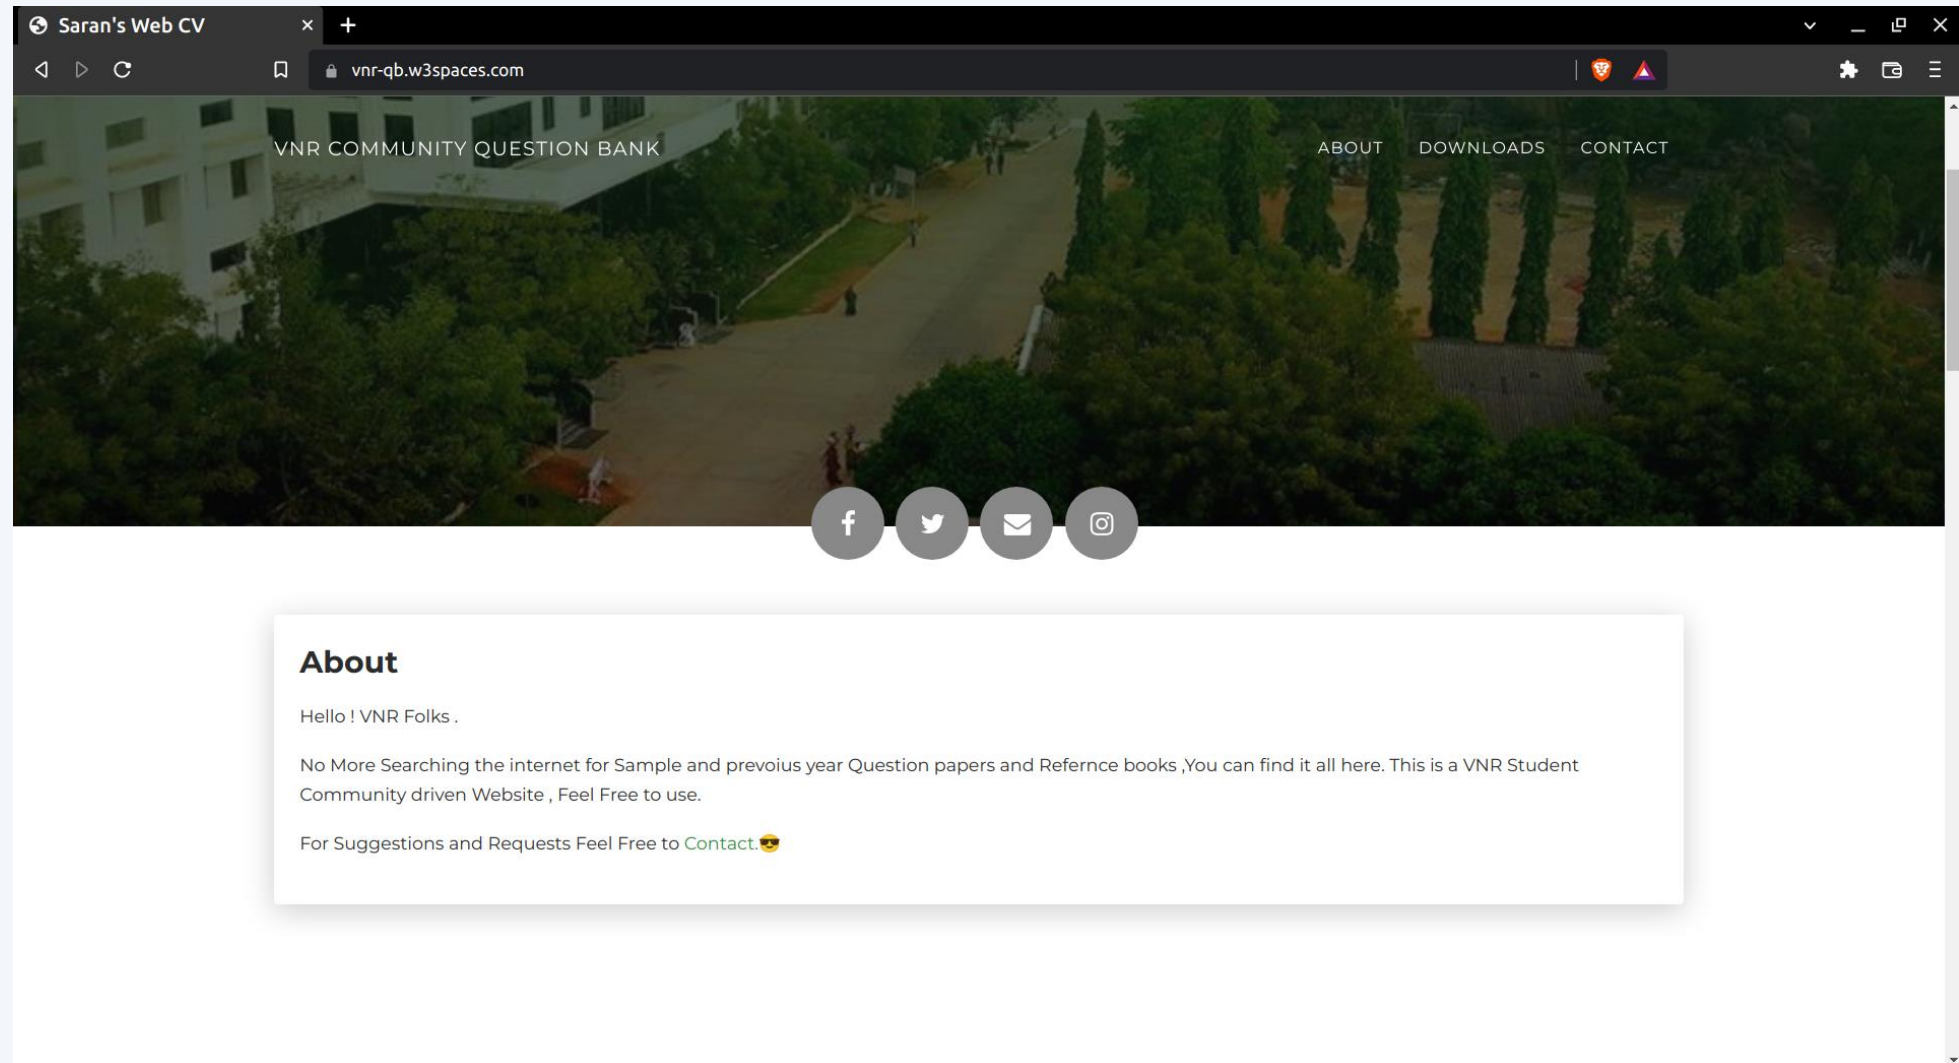 Saran's Web CV
vnr-qb.w3spaces.com
VNR COMMUNITY QUESTION BANK
ABOUT DOWNLOADS CONTACT
About
Hello ! VNR Folks .
No More Searching the internet for Sample and prevoius year Question papers and Refernce books ,You can find it all here. This is a VNR Student
Community driven Website , Feel Free to use.
For Suggestions and Requests Feel Free to Contact.😎